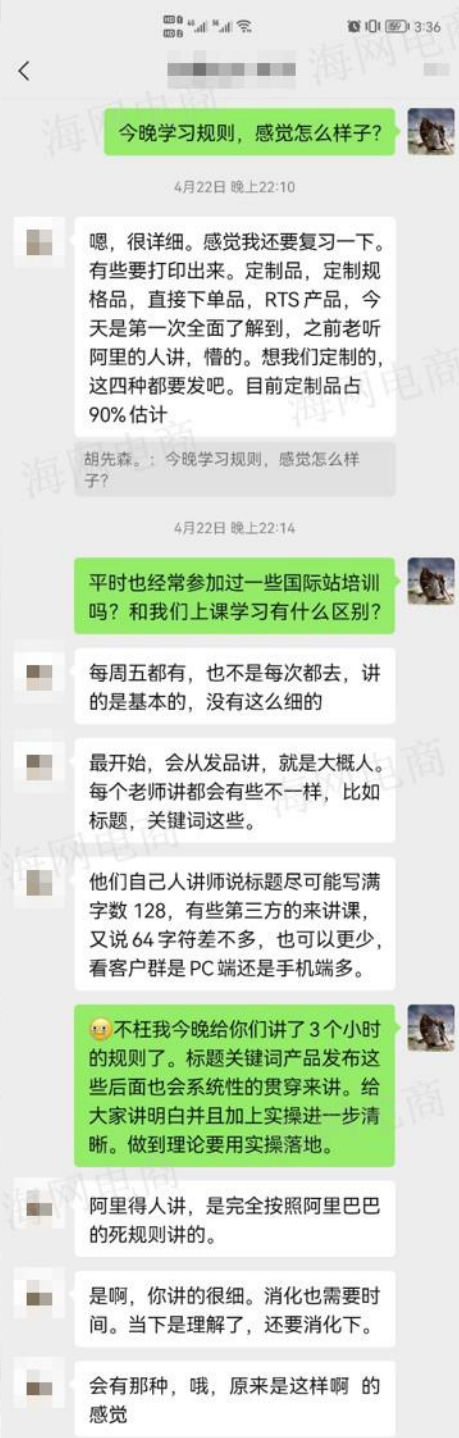 3:36
今晚学习规则，感觉怎么样子？
4月22日 晚上22:10
嗯，很详细。感觉我还要复习一下。
有些要打印出来。定制品，定制规
格品，直接下单品，RTS产品，今
天是第一次全面了解到，之前老听
阿里的人讲，懵的。想我们定制的，
这四种都要发吧。目前定制品占
90%估计
胡先森。：今晚学习规则，感觉怎么样
子？
4月22日 晚上22:14
平时也经常参加过一些国际站培训
吗？和我们上课学习有什么区别？
每周五都有，也不是每次都去，讲
的是基本的，没有这么细的
最开始，会从发品讲，就是大概人。
每个老师讲都会有些不一样，比如
标题，关键词这些。
他们自己人讲师说标题尽可能写满
字数 128，有些第三方的来讲课，
又说 64 字符差不多，也可以更少，
看客户群是 PC 端还是手机端多。
不枉我今晚给你们讲了 3 个小时
的规则了。标题关键词产品发布这
些后面也会系统性的贯穿来讲。给
大家讲明白并且加上实操进一步清
晰。做到理论要用实操落地。
阿里得人讲，是完全按照阿里巴巴
的死规则讲的。
是啊，你讲的很细。消化也需要时
间。当下是理解了，还要消化下。
会有那种，哦，原来是这样啊 的
感觉
海网电商
海网电商
海网电商
海网电商
海网电商